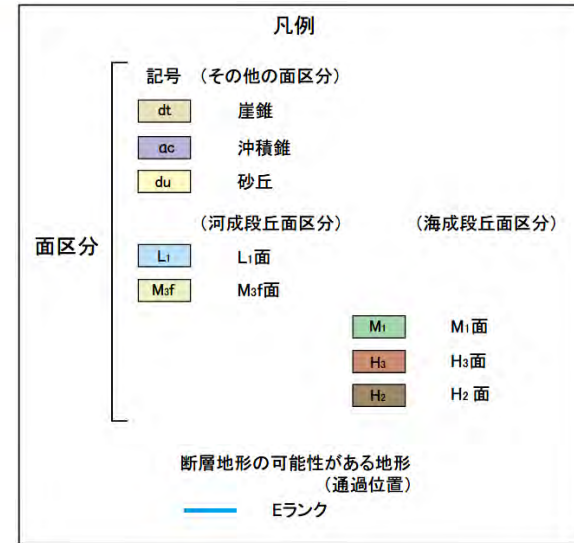 凡例
記号 (その他の面区分)
dt 崖錐
ac 沖積錐
du 砂丘
(河成段丘面区分) (海成段丘面区分)
面区分
L1 L1面
M3f M3f面
M1 M1面
H3 H3面
H2 H2 面
断層地形の可能性がある地形
(通過位置)
Eランク